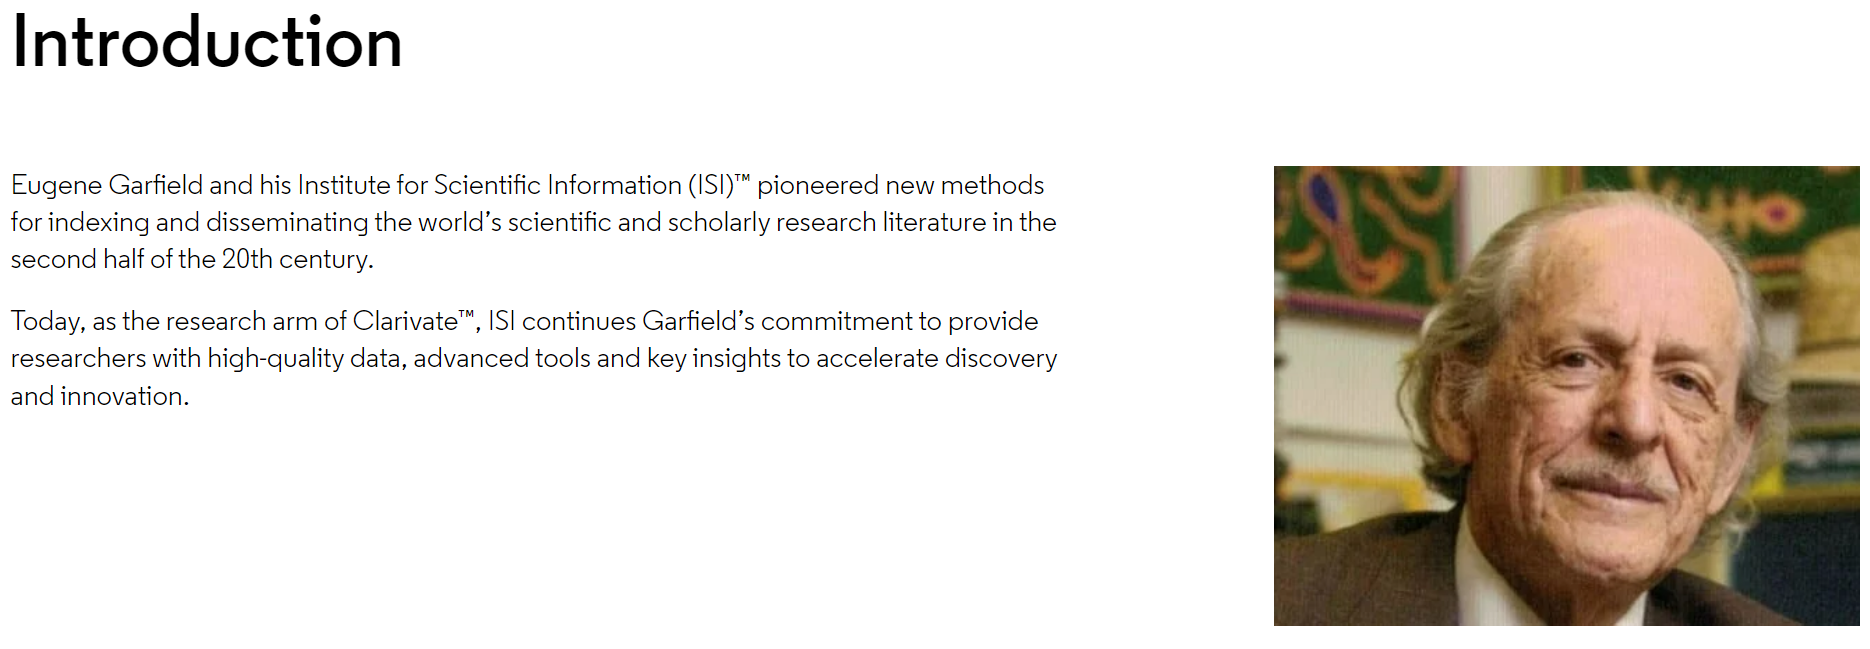 Introduction
Eugene Garfield and his Institute for Scientific Information (ISI)™ pioneered new methods
for indexing and disseminating the world’s scientific and scholarly research literature in the
second half of the 20th century.
Today, as the research arm of Clarivate™, ISI continues Garfield’s commitment to provide
researchers with high-quality data, advanced tools and key insights to accelerate discovery
and innovation.